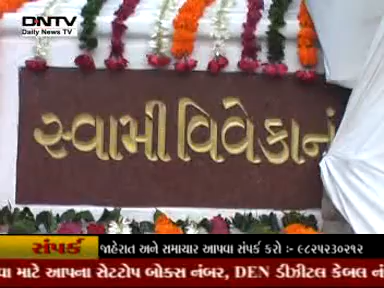 DNTV
Daily News TV
સ્વામી વિવેકાનં
સંપર્ક જાહેરાત અને સમાચાર આપવા સંપર્ક કરો :- ૯૮૨૫૨૩૦૨૧૨
વા માટે આપના સેટટોપ બોક્સ નંબર, DEN ડીઝીટલ કેબલ નં